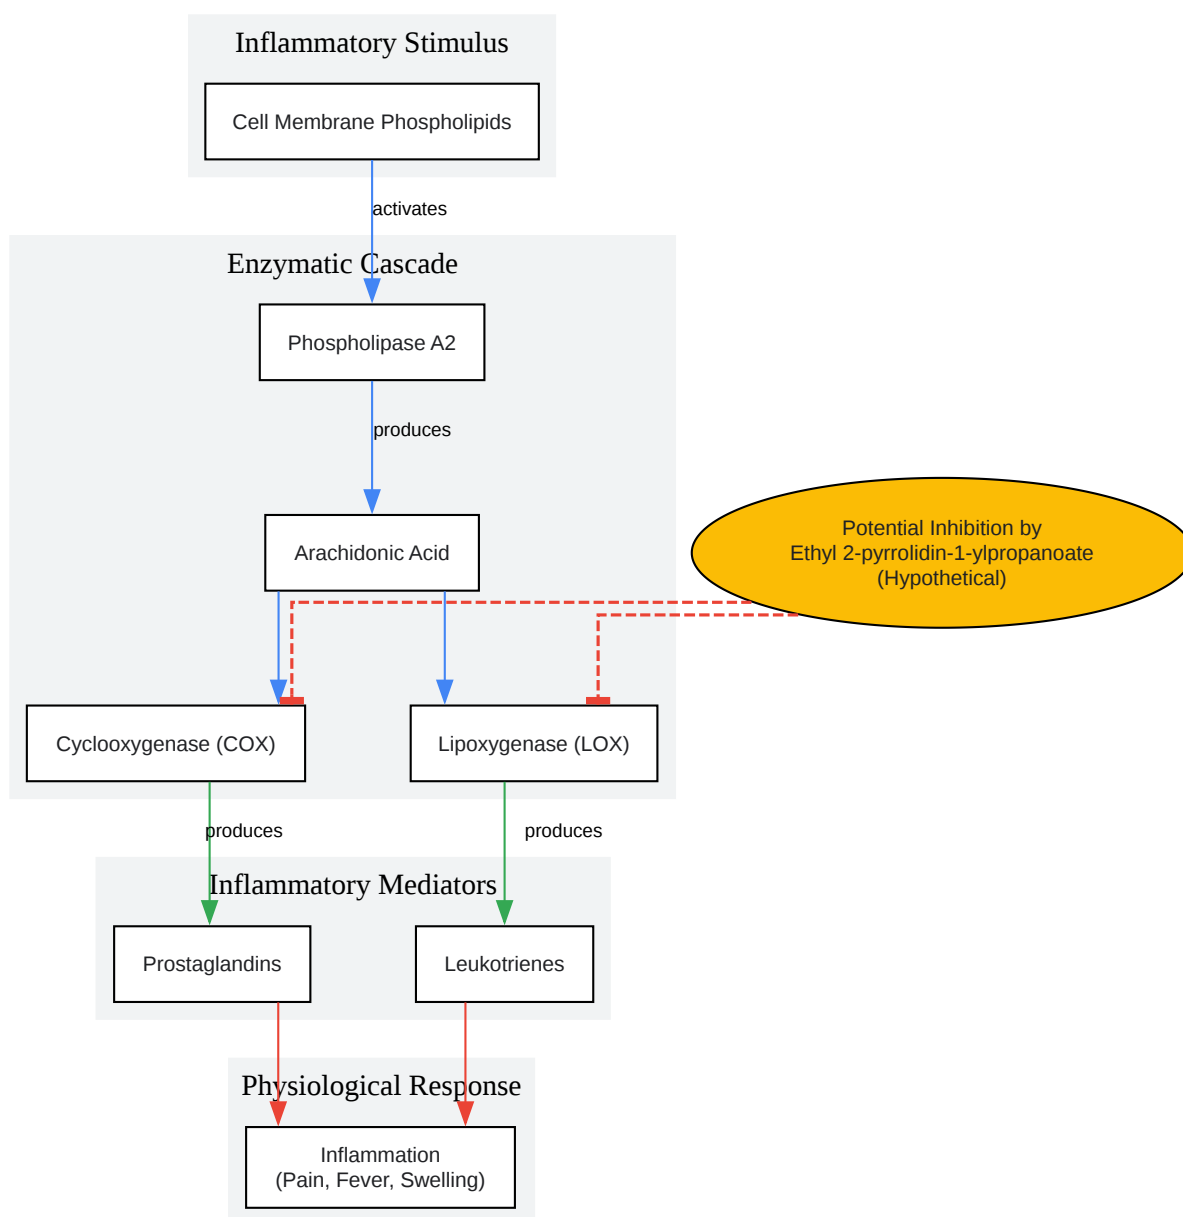 Inflammatory Stimulus
Cell Membrane Phospholipids
activates
Enzymatic Cascade
Phospholipase A2
produces
Arachidonic Acid
Potential Inhibition by
Ethyl 2-pyrrolidin-1-ylpropanoate
(Hypothetical)
Cyclooxygenase (COX)
Lipoxygenase (LOX)
produces
produces
Inflammatory Mediators
Prostaglandins
Leukotrienes
Physiological Response
Inflammation
(Pain, Fever, Swelling)